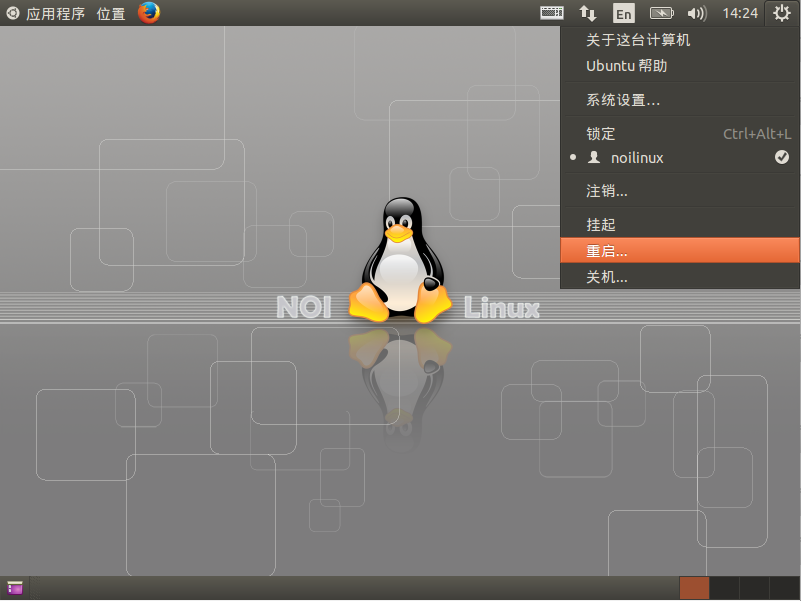 应用程序 位置 En 14:24
关于这台计算机
Ubuntu 帮助
系统设置...
锁定 Ctrl+Alt+L
noilinux
注销...
挂起
重启...
关机...
NOI Linux